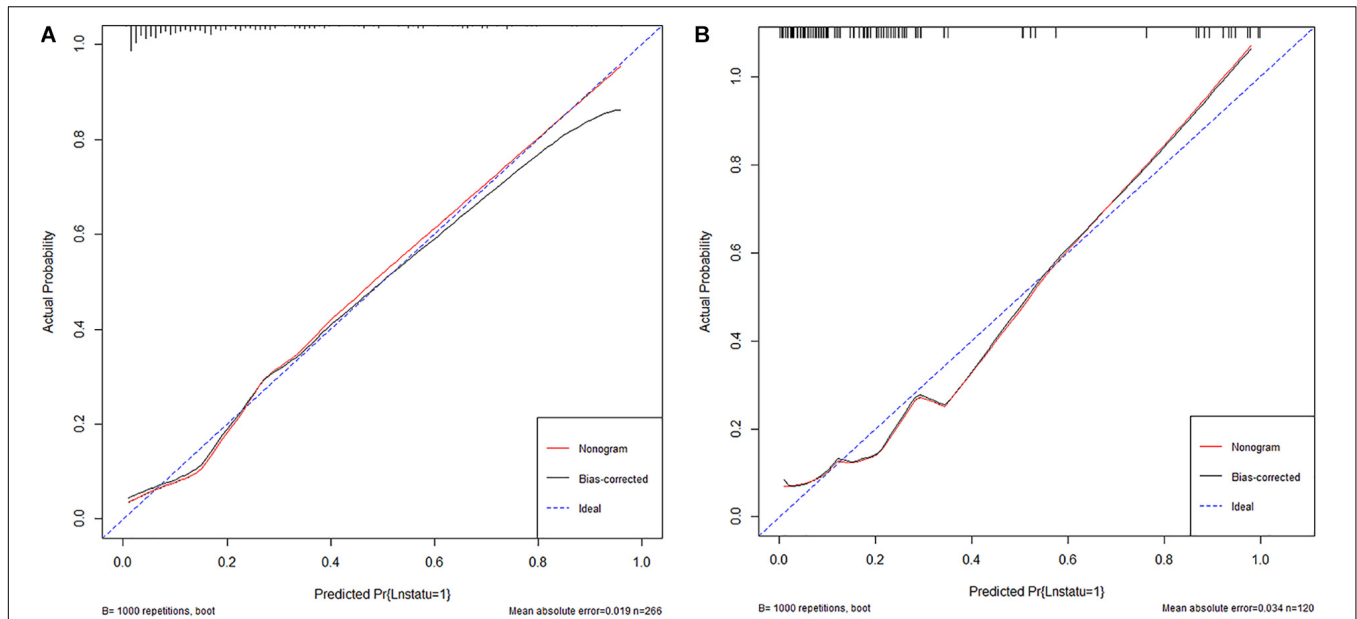 A
Actual Probability
1.0
0.8
0.6
0.4
0.2
0.0
Nonogram
Bias-corrected
Ideal
0.0 0.2 0.4 0.6 0.8 1.0
Predicted Pr{Lnstatu=1}
B= 1000 repetitions, boot
Mean absolute error=0.019 n=266
B
Actual Probability
1.0
0.8
0.6
0.4
0.2
0.0
Nonogram
Bias-corrected
Ideal
0.0 0.2 0.4 0.6 0.8 1.0
Predicted Pr{Lnstatu=1}
B= 1000 repetitions, boot
Mean absolute error=0.034 n=120